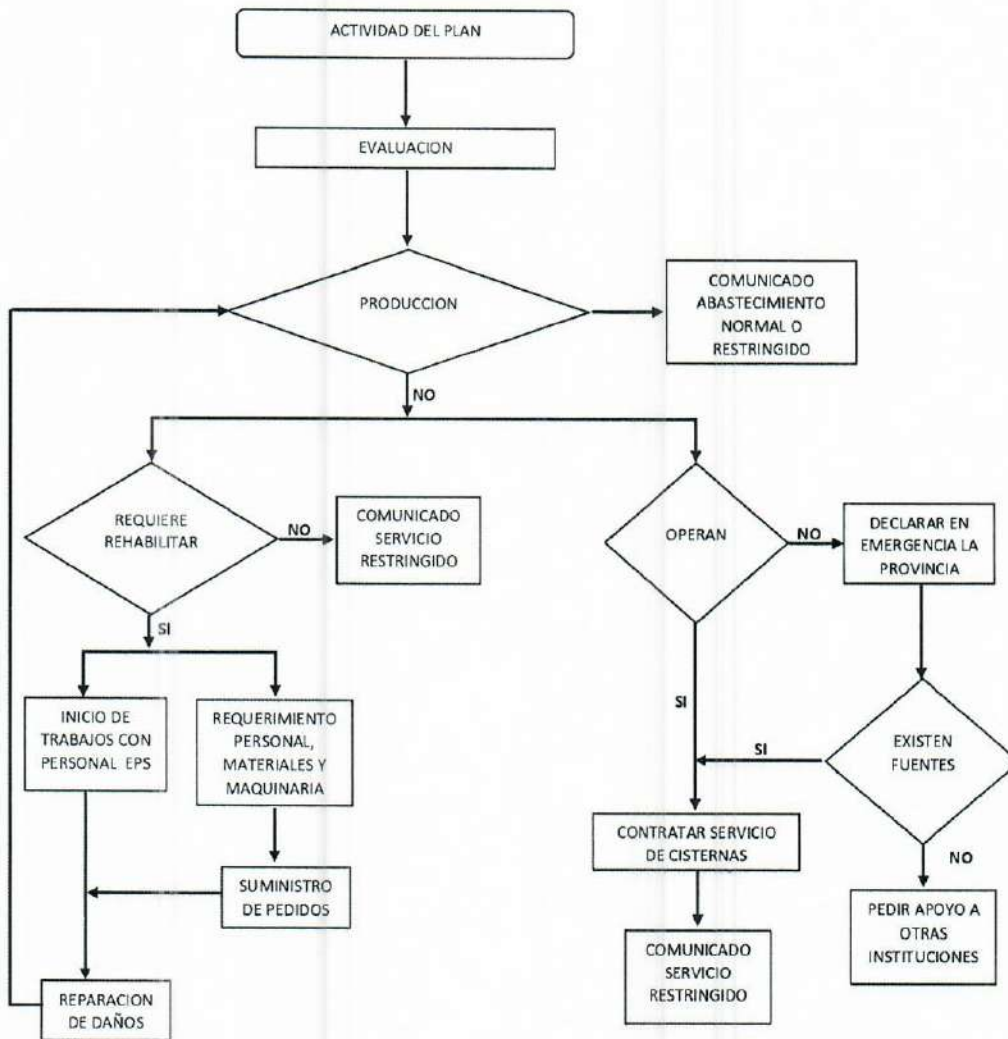 ACTIVIDAD DEL PLAN
EVALUACION
PRODUCCION
COMUNICADO
ABASTECIMIENTO
NORMAL O
RESTRINGIDO
NO
REQUIERE
REHABILITAR
NO
COMUNICADO
SERVICIO
RESTRINGIDO
OPERAN
NO
DECLARAR EN
EMERGENCIA LA
PROVINCIA
SI
INICIO DE
TRABAJOS CON
PERSONAL EPS
REQUERIMIENTO
PERSONAL,
MATERIALES Y
MAQUINARIA
SI
SI
EXISTEN
FUENTES
CONTRATAR SERVICIO
DE CISTERNAS
NO
SUMINISTRO
DE PEDIDOS
PEDIR APOYO A
OTRAS
INSTITUCIONES
COMUNICADO
SERVICIO
RESTRINGIDO
REPARACION
DE DAÑOS